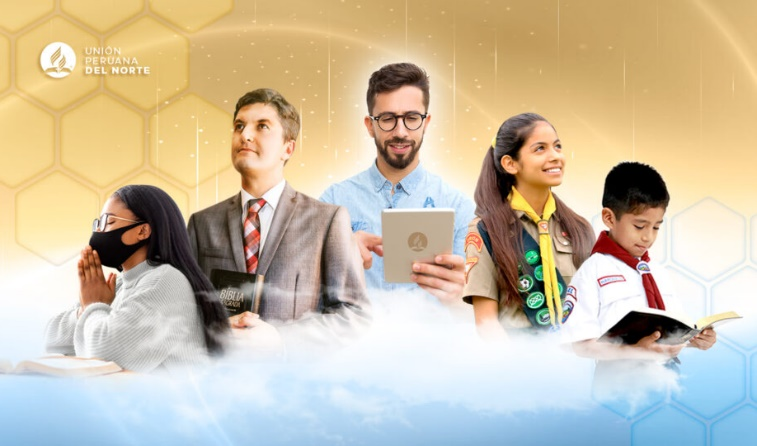 UNIÓN
PERUANA
DEL NORTE
BIBLIA